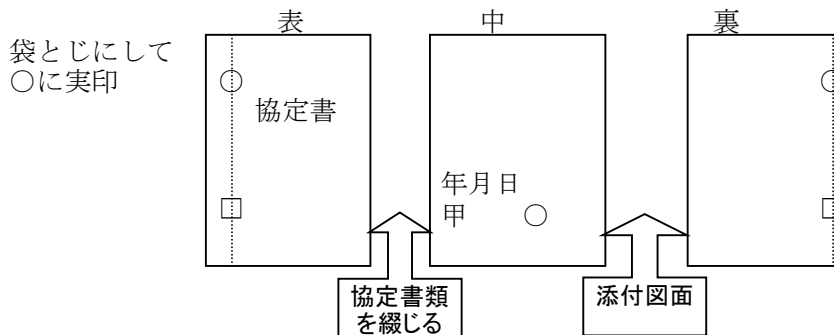 表
中
裏
袋とじにして
○に実印
協定書
年月日
甲　○
協定書類
を綴じる
添付図面